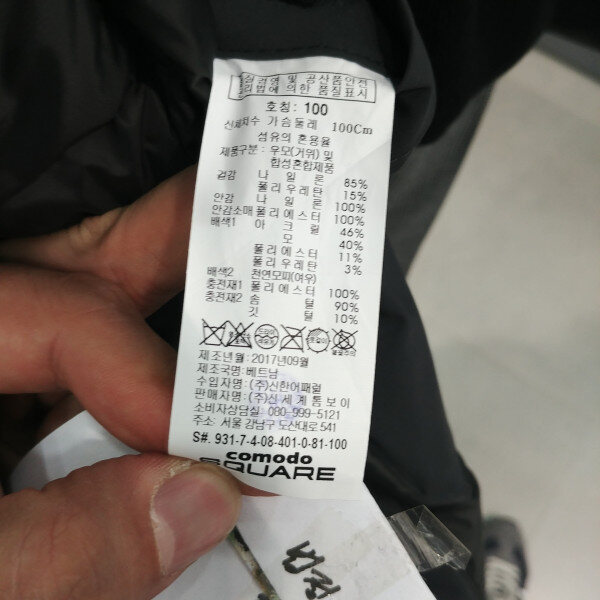 품질경영 및 공산품안전
관리법에 의한 품질표시
호칭: 100
신체치수 가슴둘레 100Cm
섬유의 혼용율
제품구분: 우모(거위) 및
합성혼합제품
겉감 나 일 론 85%
폴리우레탄 15%
안감 나 일 론 100%
안감소매 폴리에스터 100%
배색1 아 크 릴 46%
모 40%
폴리에스터 11%
폴리우레탄 3%
배색2 천연모피(여우)
충전재1 폴리에스터 100%
충전재2 솜 털 90%
깃 털 10%
제조년월: 2017년09월
제조국명: 베트남
수입자명: (주)신한어패럴
판매자명: (주)신세계톰보이
소비자상담실: 080-999-5121
주소: 서울 강남구 도산대로 541
S#. 931-7-4-08-401-0-81-100
comodo
SQUARE